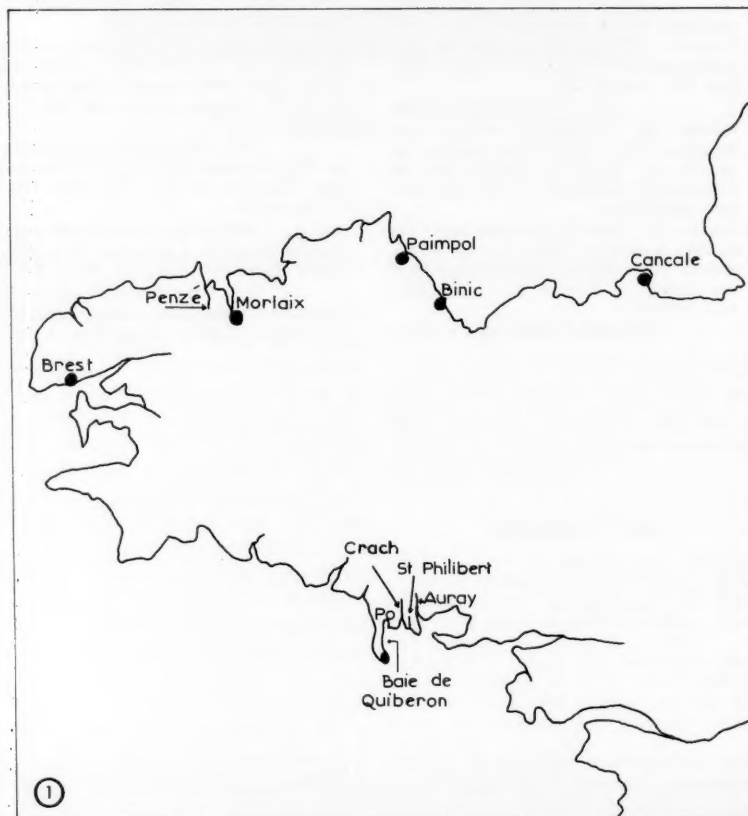 Paimpol
Cancale
Penzé
Morlaix
Binic
Brest
Crach
St Philibert
Auray
Po
Baie de
Quiberon
1